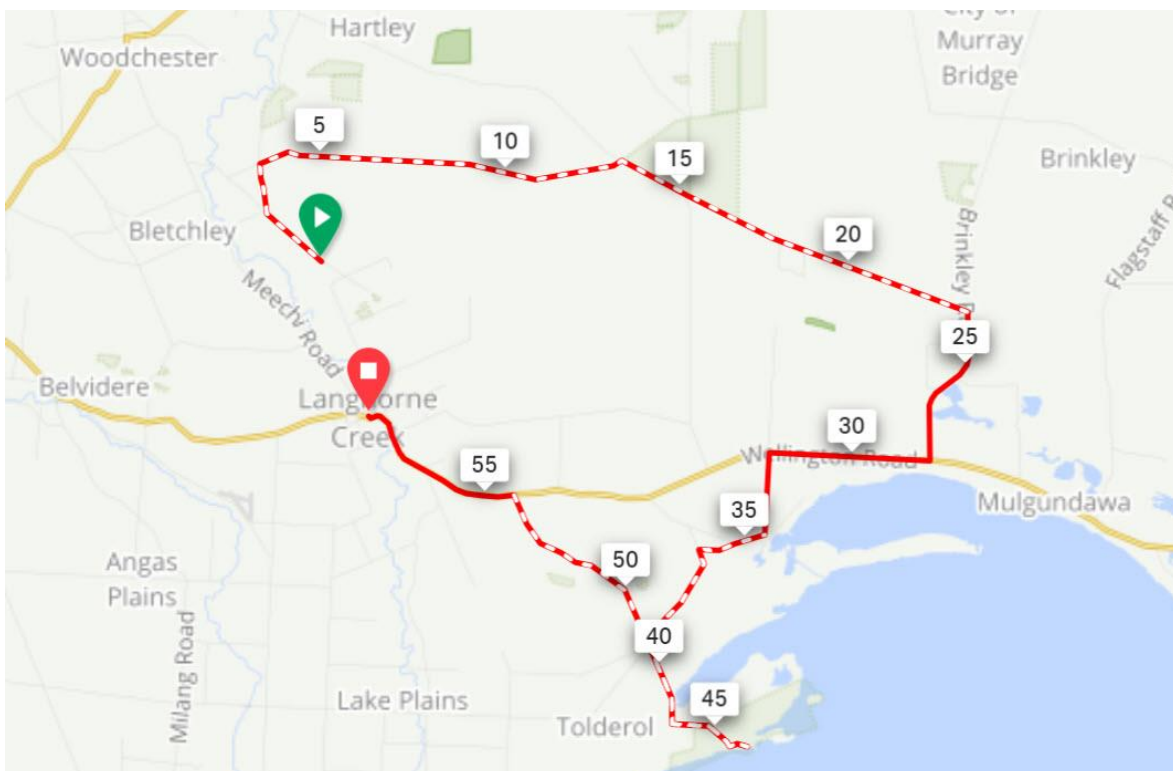 City of
Murray
Bridge
Hartley
Woodchester
5
10
15
Brinkley
Bletchley
20
Brinkley
Flagstaff
Meechi Road
25
Belvidere
Langhorne
Creek
30
Wellington Road
55
35
Mulgundawa
Angas
Plains
50
40
Milang Road
Lake Plains
45
Tolderol